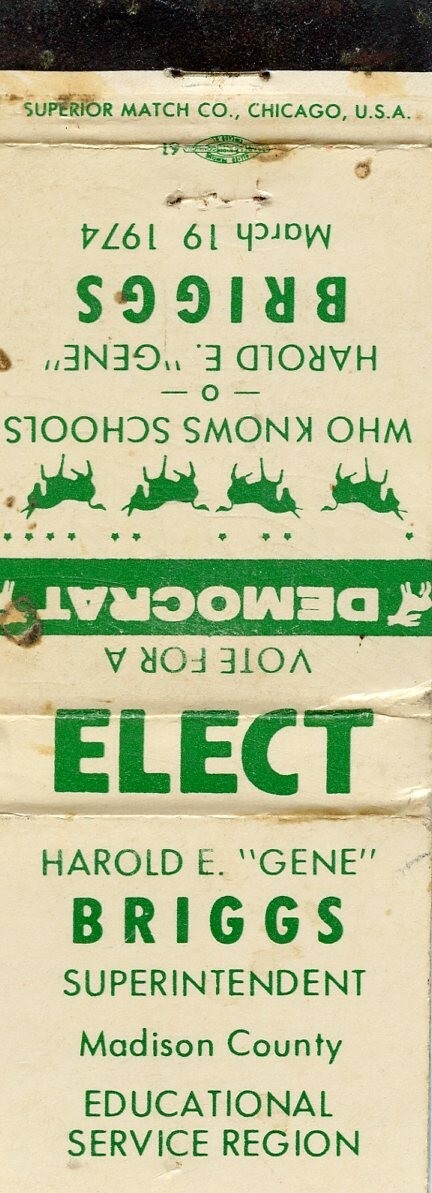 SUPERIOR MATCH CO., CHICAGO, U.S.A.
61
VOTE FOR A
DEMOCRAT
WHO KNOWS SCHOOLS
— O —
HAROLD E. "GENE"
BRIGGS
March 19 1974
ELECT
HAROLD E. "GENE"
BRIGGS
SUPERINTENDENT
Madison County
EDUCATIONAL
SERVICE REGION